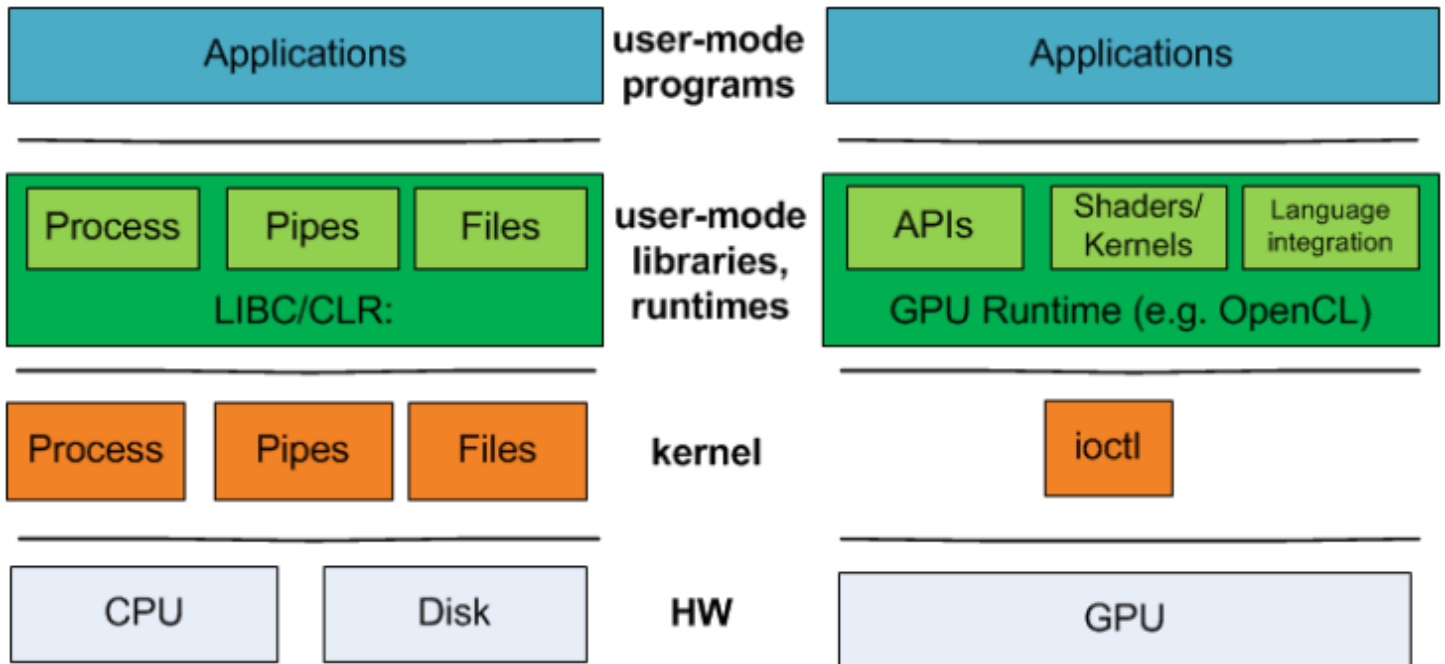 Applications
user-mode
programs
Applications
Process
Pipes
Files
LIBC/CLR:
user-mode
libraries,
runtimes
APIs
Shaders/
Kernels
Language
integration
GPU Runtime (e.g. OpenCL)
Process
Pipes
Files
kernel
ioctl
CPU
Disk
HW
GPU